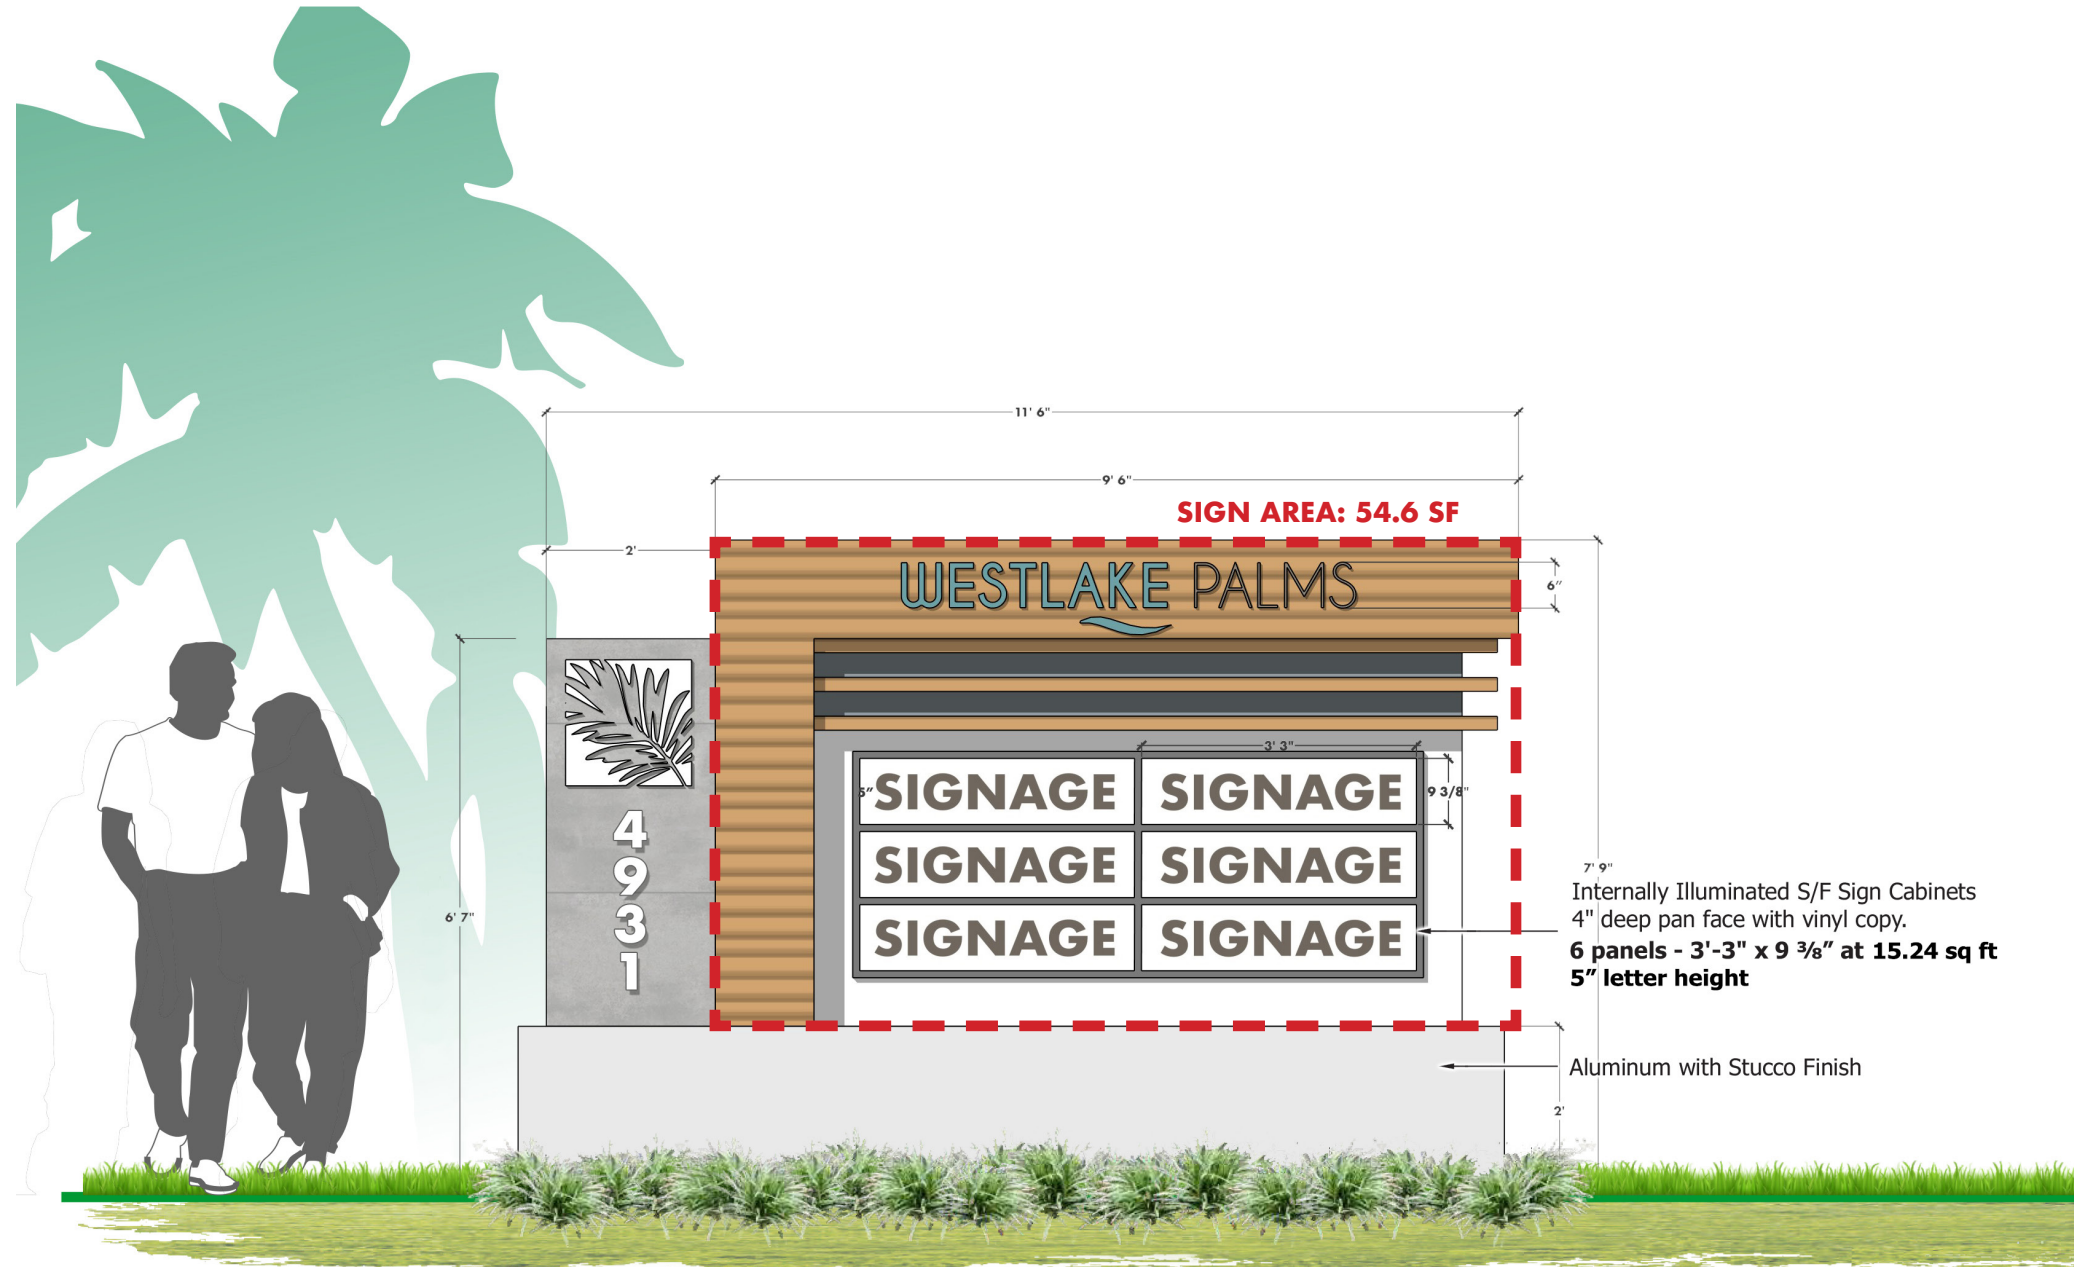 11' 6"
9' 6"
SIGN AREA: 54.6 SF
2'
WESTLAKE PALMS
6"
3' 3"
5" SIGNAGE SIGNAGE
9 3/8"
SIGNAGE SIGNAGE
SIGNAGE SIGNAGE
4
9
3
1
6' 7"
7' 9"
Internally Illuminated S/F Sign Cabinets
4" deep pan face with vinyl copy.
6 panels - 3'-3" x 9 ⅜” at 15.24 sq ft
5” letter height
Aluminum with Stucco Finish
2'